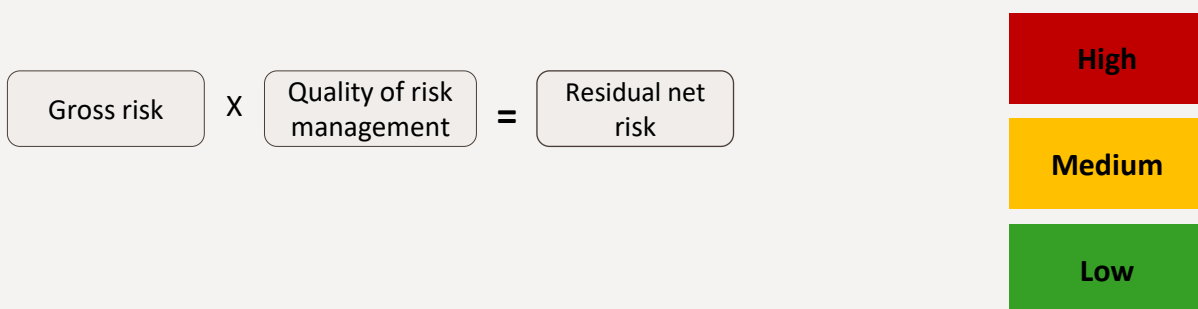 Gross risk
X
Quality of risk
management
=
Residual net
risk
High
Medium
Low